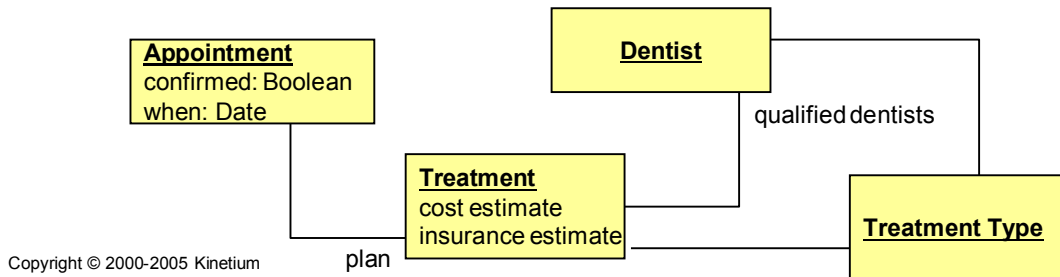 Appointment
confirmed: Boolean
when: Date
Dentist
qualified dentists
Treatment
cost estimate
insurance estimate
Treatment Type
plan
Copyright © 2000-2005 Kinetium